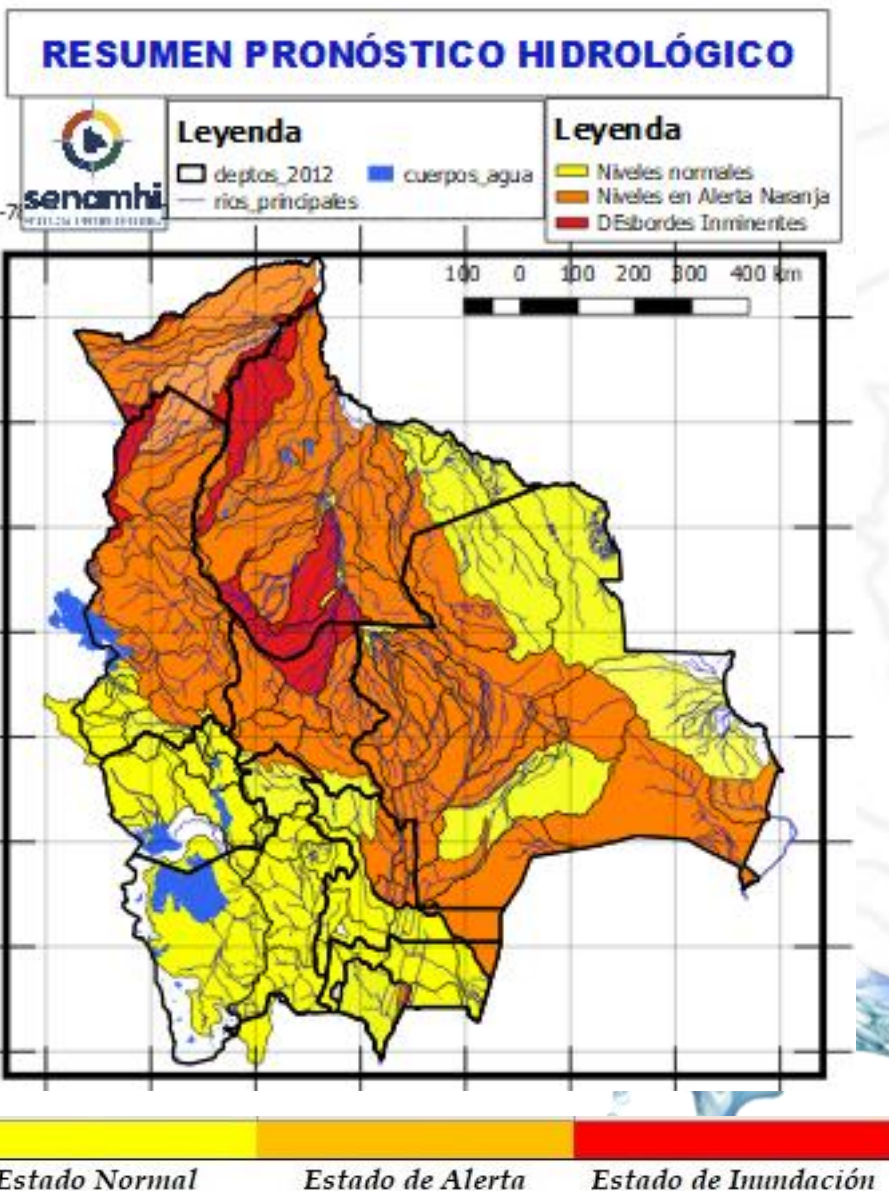 RESUMEN PRONÓSTICO HIDROLÓGICO
senamhi
Leyenda
deptos_2012
cuerpos_agua
rios_principales
Leyenda
Niveles normales
Niveles en Alerta Naranja
DEsbordes Inminentes
100 0 100 200 300 400 km
Estado Normal
Estado de Alerta
Estado de Inundación